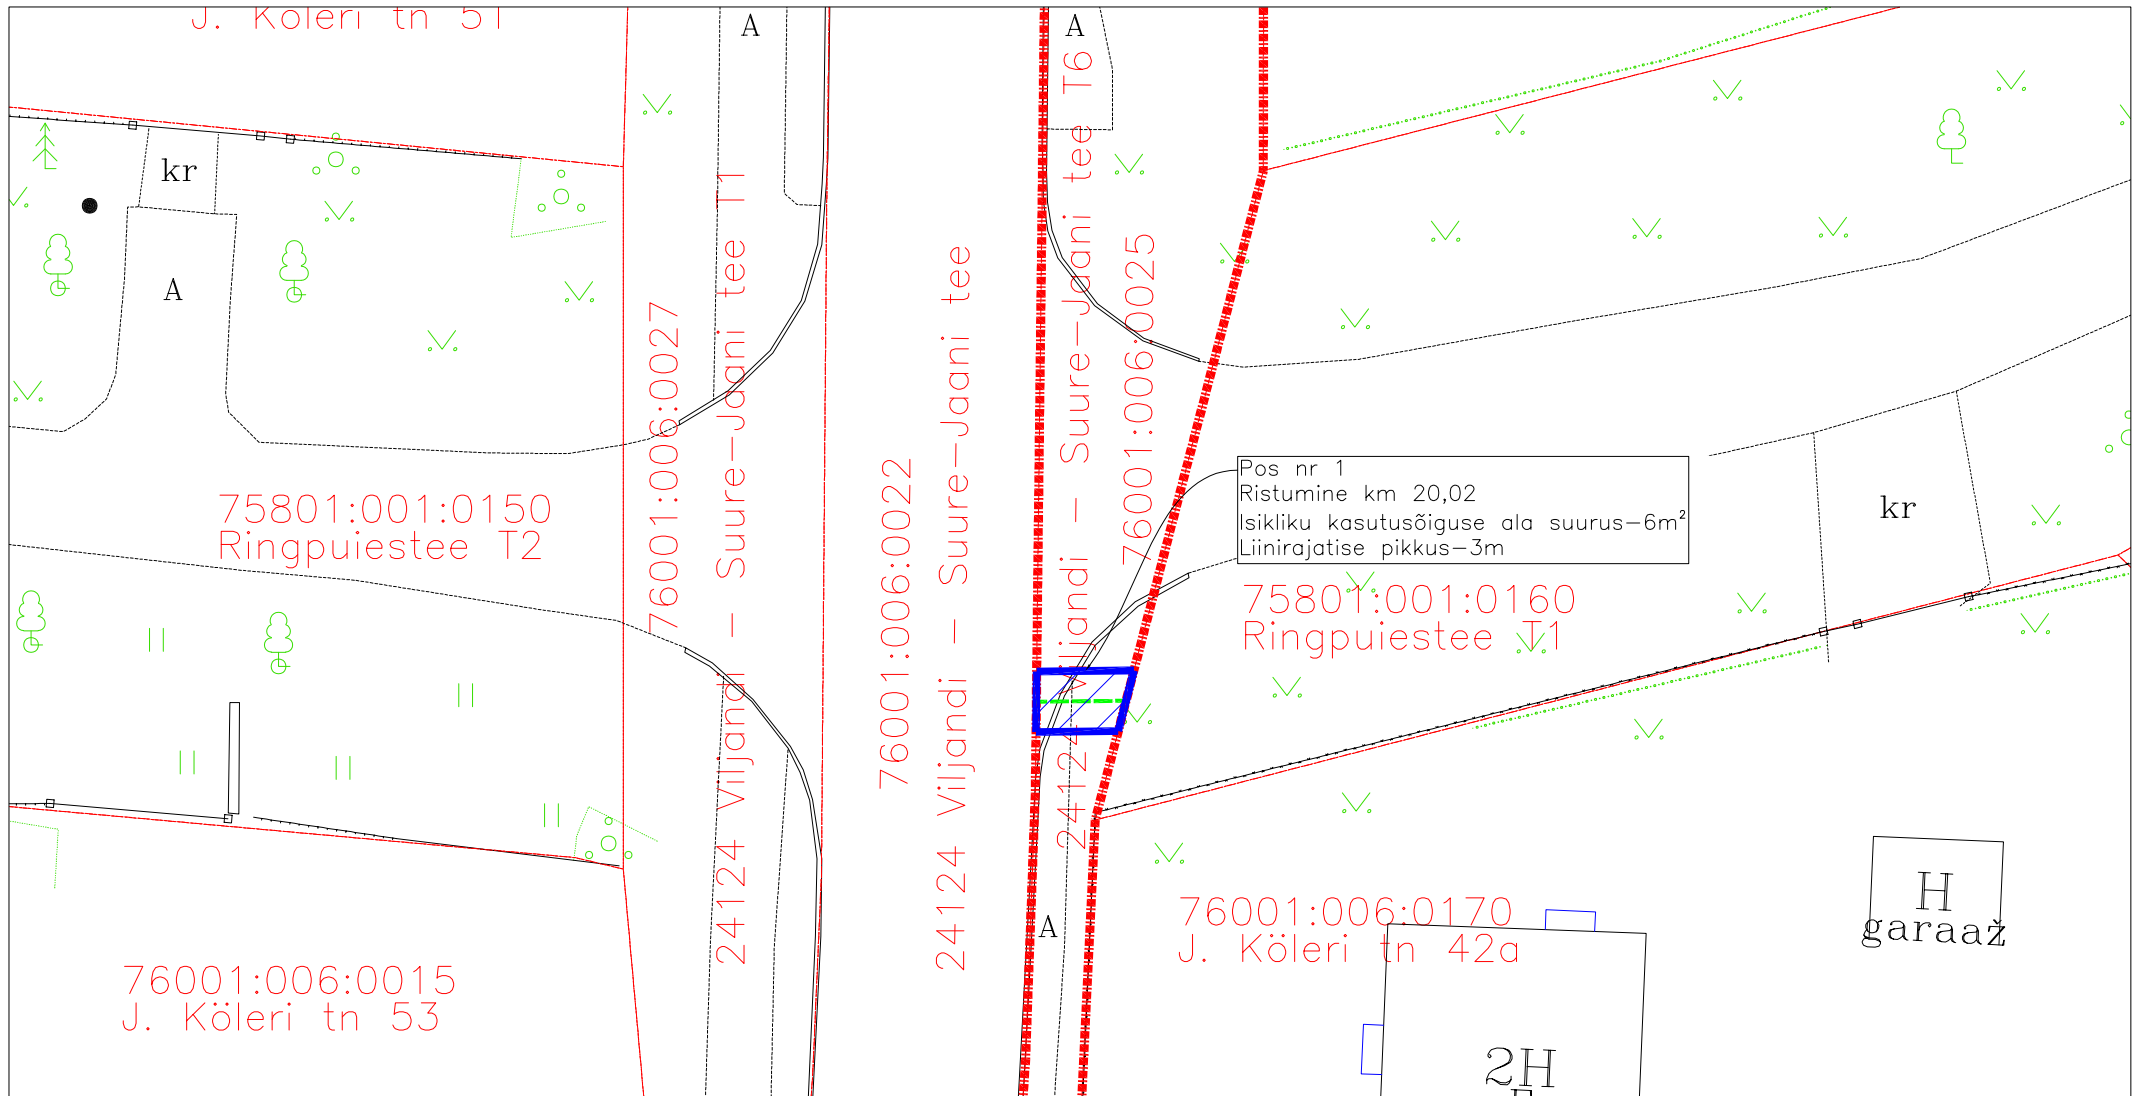 J. Köleri tn 51
A
A
kr
A
75801:001:0150
Ringpuiestee T2
76001:006:0027
24124 Viljandi – Suure–Jaani tee T1
76001:006:0022
24124 Viljandi – Suure–Jaani tee
24124 Viljandi – Suure–Jaani tee T6
76001:006:0025
Pos nr 1
Ristumine km 20,02
Isikliku kasutusõiguse ala suurus–6m²
Liinirajatise pikkus–3m
kr
75801:001:0160
Ringpuiestee T1
A
76001:006:0170
J. Köleri tn 42a
H
garaaž
76001:006:0015
J. Köleri tn 53
2H